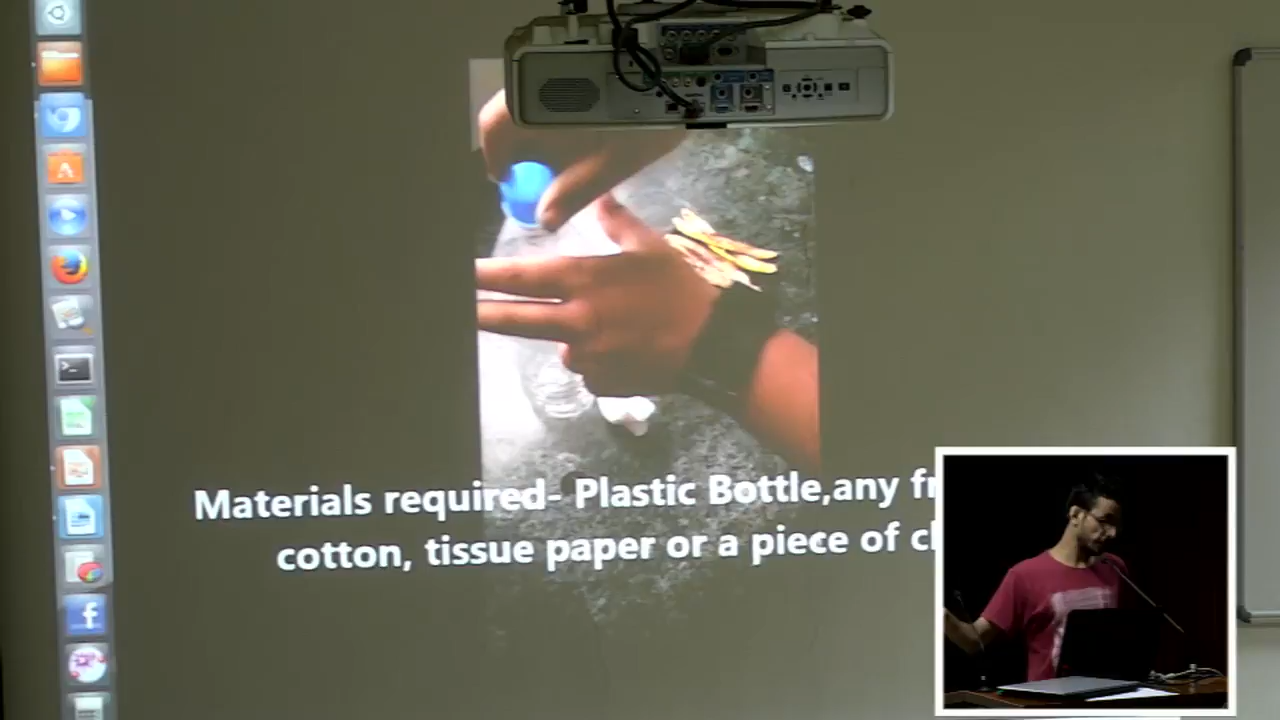 Materials required- Plastic Bottle,any
cotton, tissue paper or a piece of